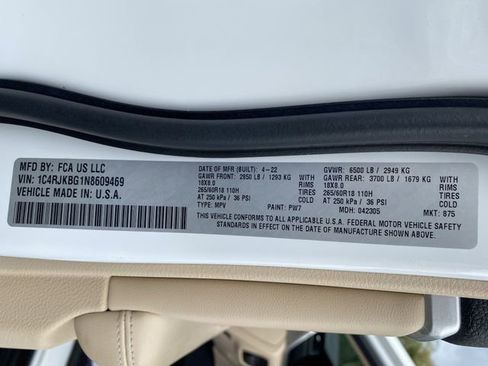 MFD BY: FCA US LLC
VIN: 1C4RJKBG1N8609469
VEHICLE MADE IN: U.S.A.
DATE OF MFR (BUILT): 4-22
GAWR FRONT: 2850 LB / 1293 KG WITH
18X8.0 TIRES
265/60R18 110H RIMS
AT 250 kPa / 36 PSI COLD
TYPE: MPV PAINT: PW7
GVWR: 6500 LB / 2949 KG
GAWR REAR: 3700 LB / 1679 KG WITH
18X8.0 RIMS
265/60R18 110H TIRES
AT 250 kPa / 36 PSI COLD
MDH: 042305 MKT: 875
THIS VEHICLE CONFORMS TO ALL APPLICABLE U.S.A. FEDERAL MOTOR VEHICLE SAFETY
STANDARDS IN EFFECT ON THE DATE OF MANUFACTURE SHOWN ABOVE.